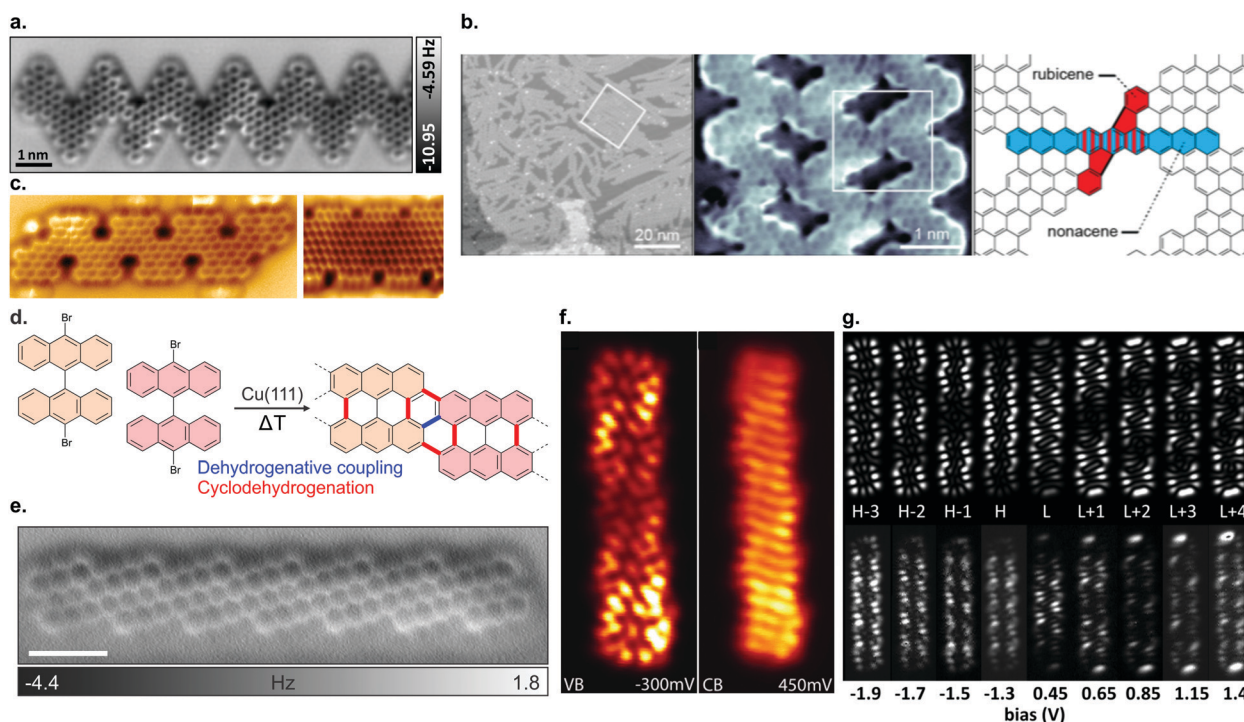 a.
-4.59 Hz
-10.95
1 nm
b.
20 nm
1 nm
rubicene
nonacene
c.
d.
Br
Br
Br
Br
Cu(111)
ΔT
Dehydrogenative coupling
Cyclodehydrogenation
e.
-4.4 Hz 1.8
f.
VB -300mV
CB 450mV
g.
H-3 H-2 H-1 H L L+1 L+2 L+3 L+4
-1.9 -1.7 -1.5 -1.3 0.45 0.65 0.85 1.15 1.4
bias (V)